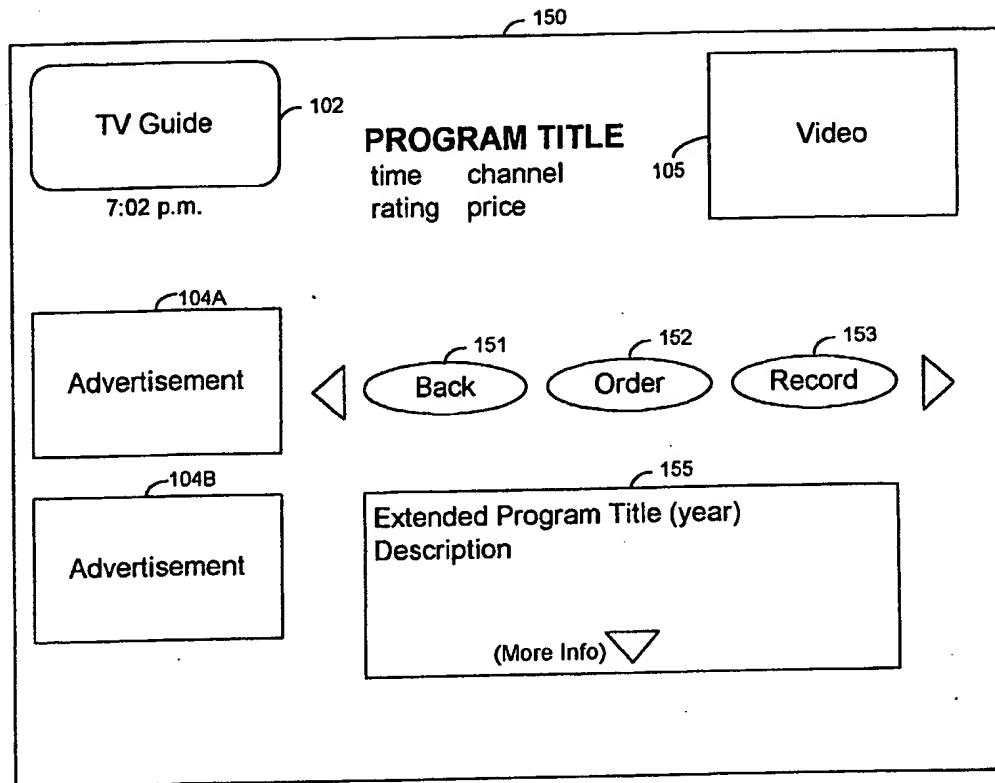 150
TV Guide
102
7:02 p.m.
PROGRAM TITLE
time channel
rating price
105
Video
104A
Advertisement
151
Back
152
Order
153
Record
104B
Advertisement
155
Extended Program Title (year)
Description
(More Info)